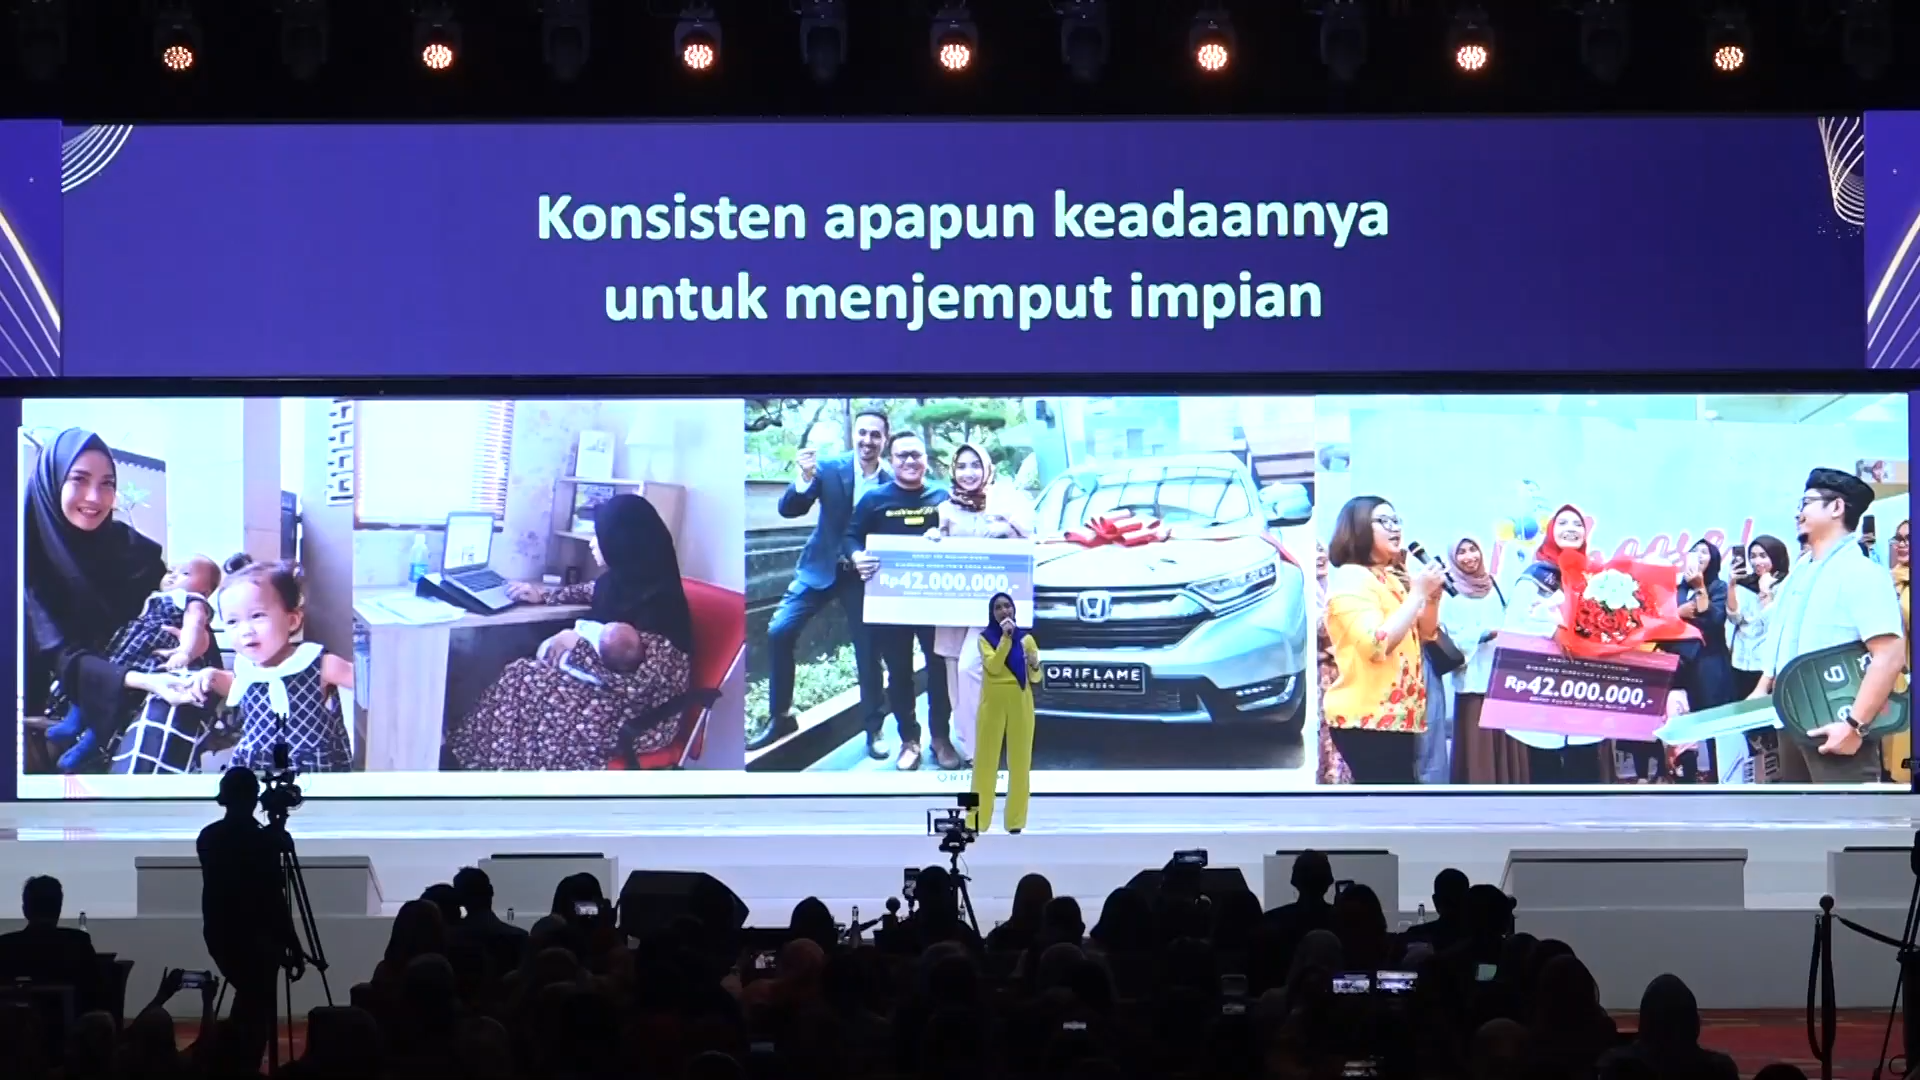 Konsisten apapun keadaannya
untuk menjemput impian
Rp42.000.000,-
ORIFLAME
SWEDEN
Rp42.000.000,-